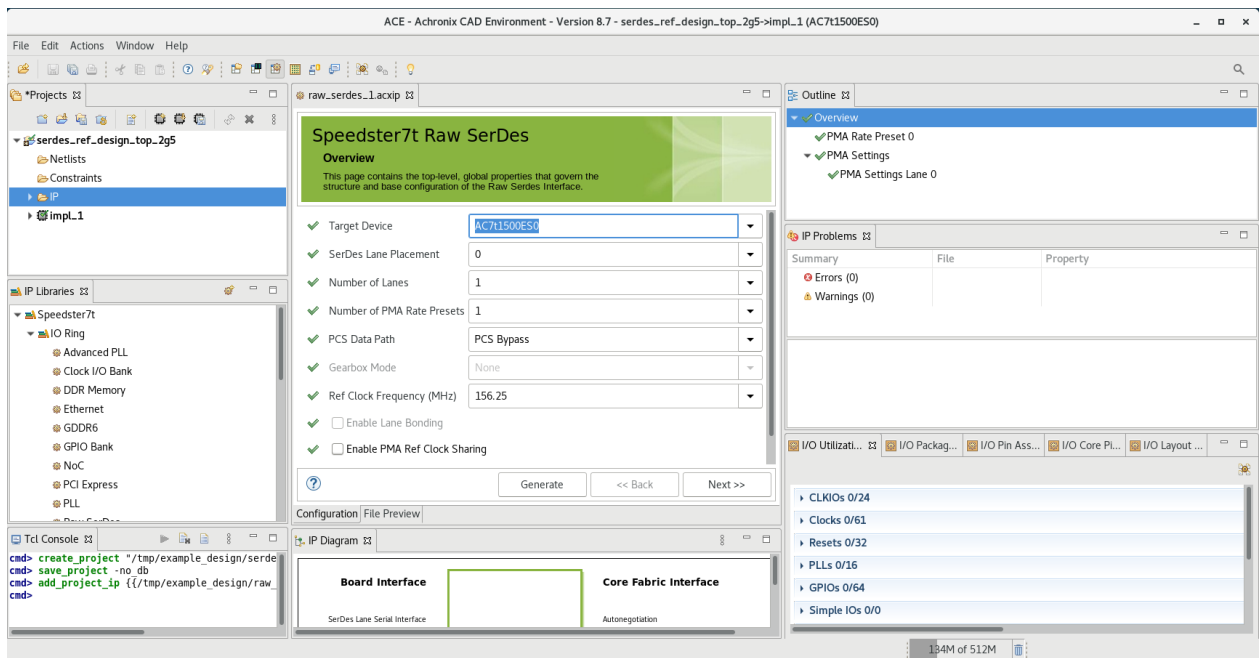 ACE - Achronix CAD Environment - Version 8.7 - serdes_ref_design_top_2g5->impl_1 (AC7t1500ES0)
File Edit Actions Window Help
*Projects
serdes_ref_design_top_2g5
Netlists
Constraints
IP
impl_1
IP Libraries
Speedster7t
IO Ring
Advanced PLL
Clock I/O Bank
DDR Memory
Ethernet
GDDR6
GPIO Bank
NoC
PCI Express
PLL
Raw SerDes
Tcl Console
cmd> create_project "/tmp/example_design/serde
cmd> save_project -no_db
cmd> add_project_ip {{/tmp/example_design/raw_
cmd>
raw_serdes_1.acxip
Speedster7t Raw SerDes
Overview
This page contains the top-level, global properties that govern the
structure and base configuration of the Raw Serdes Interface.
Target Device AC7t1500ES0
SerDes Lane Placement 0
Number of Lanes 1
Number of PMA Rate Presets 1
PCS Data Path PCS Bypass
Gearbox Mode None
Ref Clock Frequency (MHz) 156.25
Enable Lane Bonding
Enable PMA Ref Clock Sharing
Generate << Back Next >>
Configuration File Preview
IP Diagram
Board Interface Core Fabric Interface
SerDes Lane Serial Interface Autonegotiation
Outline
Overview
PMA Rate Preset 0
PMA Settings
PMA Settings Lane 0
IP Problems
Summary File Property
Errors (0)
Warnings (0)
I/O Utilizati... I/O Packag... I/O Pin Ass... I/O Core Pi... I/O Layout ...
CLKIOs 0/24
Clocks 0/61
Resets 0/32
PLLs 0/16
GPIOs 0/64
Simple IOs 0/0
134M of 512M